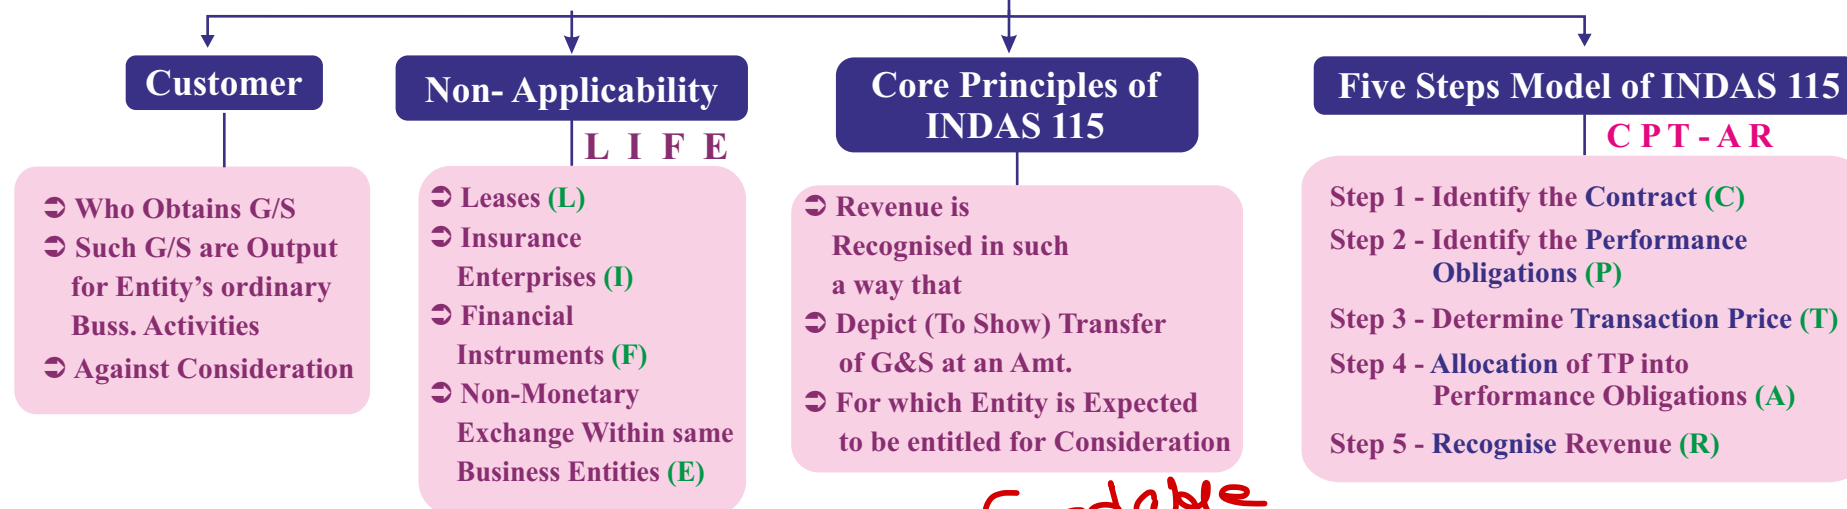 Customer
➲ Who Obtains G/S
➲ Such G/S are Output
for Entity's ordinary
Buss. Activities
➲ Against Consideration
Non- Applicability
L I F E
➲ Leases (L)
➲ Insurance
Enterprises (I)
➲ Financial
Instruments (F)
➲ Non-Monetary
Exchange Within same
Business Entities (E)
Core Principles of
INDAS 115
➲ Revenue is
Recognised in such
a way that
➲ Depict (To Show) Transfer
of G&S at an Amt.
➲ For which Entity is Expected
to be entitled for Consideration
Five Steps Model of INDAS 115
C P T - A R
Step 1 - Identify the Contract (C)
Step 2 - Identify the Performance
Obligations (P)
Step 3 - Determine Transaction Price (T)
Step 4 - Allocation of TP into
Performance Obligations (A)
Step 5 - Recognise Revenue (R)